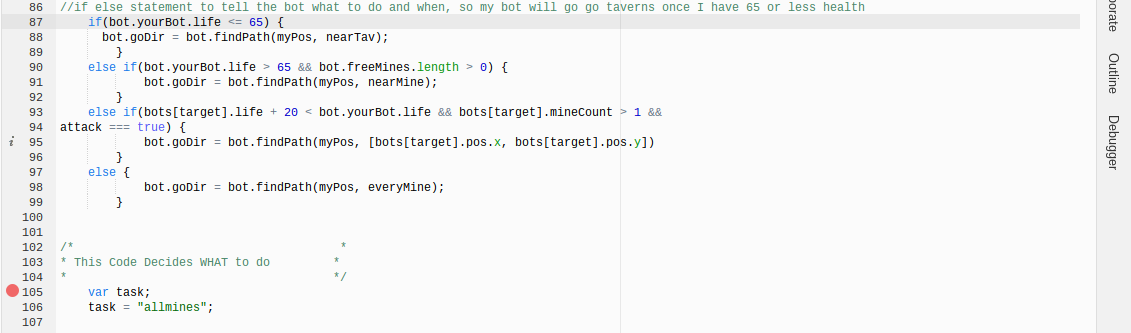 86 //if else statement to tell the bot what to do and when, so my bot will go go taverns once I have 65 or less health
87 if(bot.yourBot.life <= 65) {
88 bot.goDir = bot.findPath(myPos, nearTav);
89 }
90 else if(bot.yourBot.life > 65 && bot.freeMines.length > 0) {
91 bot.goDir = bot.findPath(myPos, nearMine);
92 }
93 else if(bots[target].life + 20 < bot.yourBot.life && bots[target].mineCount > 1 &&
94 attack === true) {
i 95 bot.goDir = bot.findPath(myPos, [bots[target].pos.x, bots[target].pos.y])
96 }
97 else {
98 bot.goDir = bot.findPath(myPos, everyMine);
99 }
100
101
102 /* *
103 * This Code Decides WHAT to do *
104 * */
105 var task;
106 task = "allmines";
107
Outline
Debugger